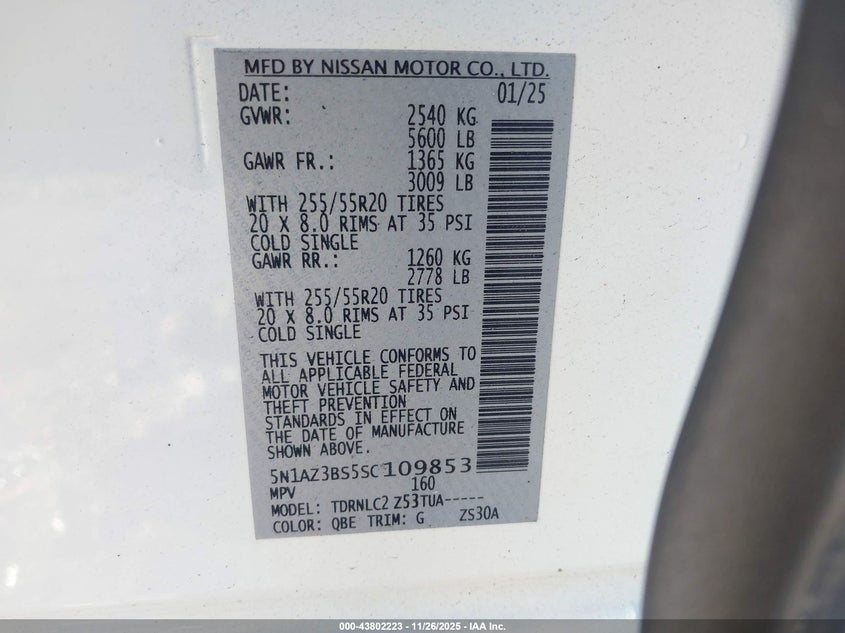 MFD BY NISSAN MOTOR CO., LTD.
DATE: 01/25
GVWR: 2540 KG
5600 LB
GAWR FR.: 1365 KG
3009 LB
WITH 255/55R20 TIRES
20 X 8.0 RIMS AT 35 PSI
COLD SINGLE
GAWR RR.: 1260 KG
2778 LB
WITH 255/55R20 TIRES
20 X 8.0 RIMS AT 35 PSI
COLD SINGLE
THIS VEHICLE CONFORMS TO
ALL APPLICABLE FEDERAL
MOTOR VEHICLE SAFETY AND
THEFT PREVENTION
STANDARDS IN EFFECT ON
THE DATE OF MANUFACTURE
SHOWN ABOVE.
5N1AZ3BS5SC109853
MPV 160
MODEL: TDRNLC2 Z53TUA-----
COLOR: QBE TRIM: G ZS30A
000-43802223 - 11/26/2025 - IAA Inc.